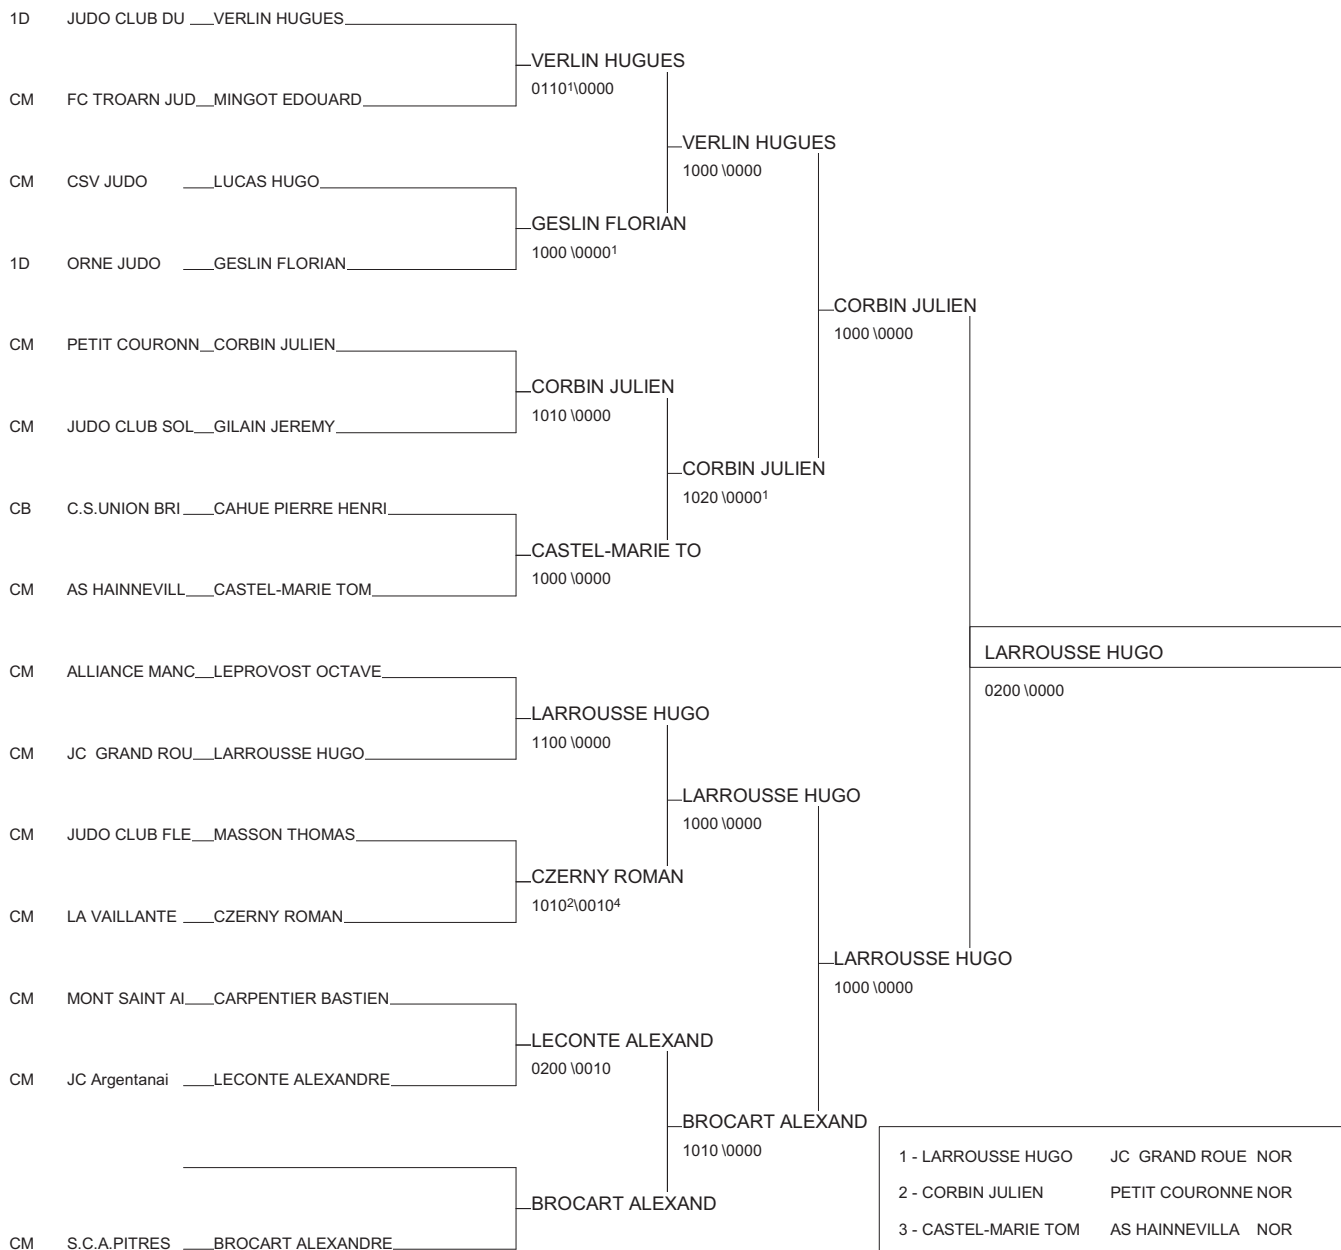 1D JUDO CLUB DU VERLIN HUGUES
VERLIN HUGUES
0110¹\0000
CM FC TROARN JUD MINGOT EDOUARD
VERLIN HUGUES
1000 \0000
CM CSV JUDO LUCAS HUGO
GESLIN FLORIAN
1000 \0000¹
1D ORNE JUDO GESLIN FLORIAN
CORBIN JULIEN
1000 \0000
CM PETIT COURONN CORBIN JULIEN
CORBIN JULIEN
1010 \0000
CM JUDO CLUB SOL GILAIN JEREMY
CORBIN JULIEN
1020 \0000¹
CB C.S.UNION BRI CAHUE PIERRE HENRI
CASTEL-MARIE TO
1000 \0000
CM AS HAINNEVILL CASTEL-MARIE TOM
LARROUSSE HUGO
0200 \0000
CM ALLIANCE MANC LEPROVOST OCTAVE
LARROUSSE HUGO
1100 \0000
CM JC GRAND ROU LARROUSSE HUGO
LARROUSSE HUGO
1000 \0000
CM JUDO CLUB FLE MASSON THOMAS
CZERNY ROMAN
1010²\0010⁴
CM LA VAILLANTE CZERNY ROMAN
LARROUSSE HUGO
1000 \0000
CM MONT SAINT AI CARPENTIER BASTIEN
LECONTE ALEXAND
0200 \0010
CM JC Argentanai LECONTE ALEXANDRE
BROCART ALEXAND
1010 \0000
BROCART ALEXAND
CM S.C.A.PITRES BROCART ALEXANDRE
1 - LARROUSSE HUGO JC GRAND ROUE NOR
2 - CORBIN JULIEN PETIT COURONNE NOR
3 - CASTEL-MARIE TOM AS HAINNEVILLA NOR